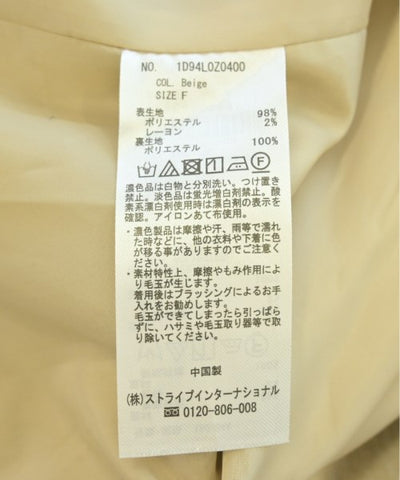 NO. 1D94L0Z0400
COL. Beige
SIZE F
表生地
ポリエステル 98%
レーヨン 2%
裏生地
ポリエステル 100%
濃色品は白物と分別洗い。つけ置き
禁止。淡色品は蛍光増白剤禁止。酸
素系漂白剤使用時は漂白剤の表示を
確認。アイロンあて布使用。
・濃色製品は摩擦や汗、雨等で濡れ
た時などに、他の衣料や下着に色
が移る事がありますのでご注意く
ださい。
・素材特性上、摩擦やもみ作用によ
り毛玉が生じます。
着用後はブラッシングによるお手
入れをお勧めします。
毛玉ができてしまったら引っぱら
ずに、ハサミや毛玉取り器等で取
り除いてください。
中国製
(株)ストライプインターナショナル
0120-806-008